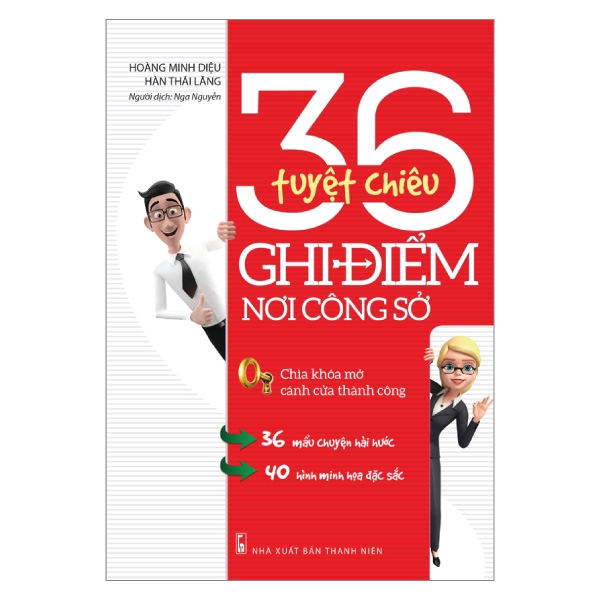 HOÀNG MINH DIỆU
HÀN THÁI LÃNG
Người dịch: Nga Nguyễn
36
tuyệt chiêu
GHI ĐIỂM
NƠI CÔNG SỞ
Chìa khóa mở
cánh cửa thành công
36 mẩu chuyện hài hước
40 hình minh họa đặc sắc
NHÀ XUẤT BẢN THANH NIÊN